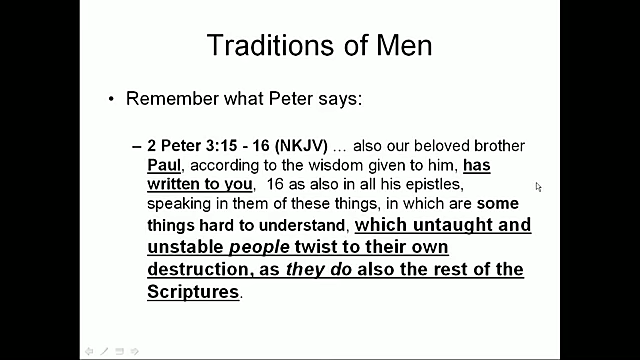 Traditions of Men
• Remember what Peter says:
– 2 Peter 3:15 - 16 (NKJV) … also our beloved brother
Paul, according to the wisdom given to him, has
written to you, 16 as also in all his epistles,
speaking in them of these things, in which are some
things hard to understand, which untaught and
unstable people twist to their own
destruction, as they do also the rest of the
Scriptures.